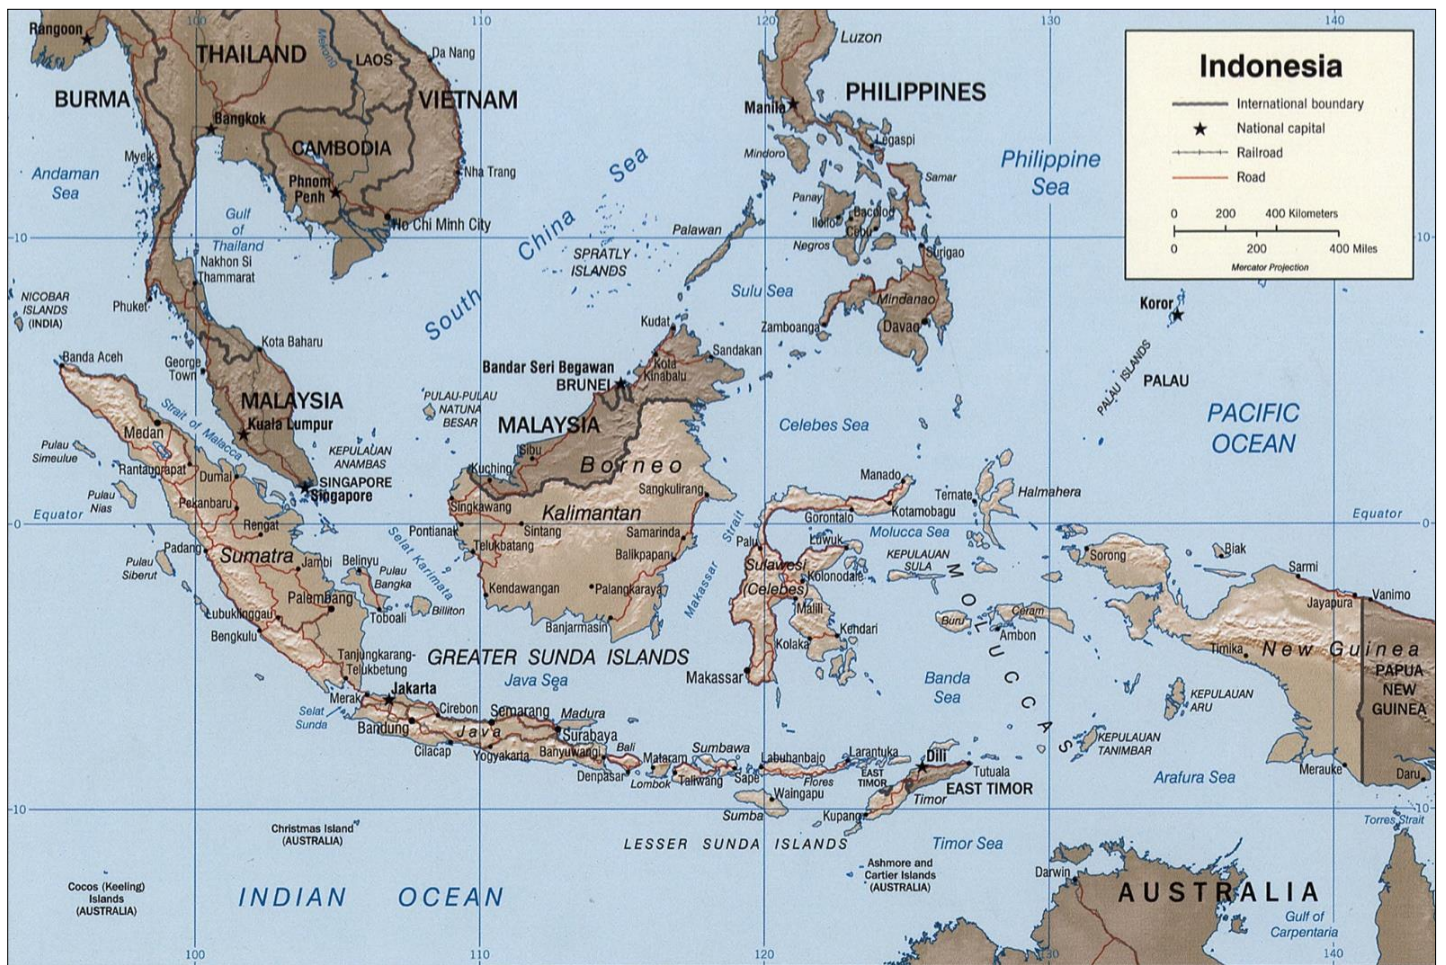 100
110
120
130
140
Rangoon
THAILAND
LAOS
Mekong
Da Nang
Luzon
BURMA
VIETNAM
Manila
PHILIPPINES
Bangkok
CAMBODIA
Legaspi
Mindoro
Myeik
Andaman
Sea
Phnom
Penh
Nha Trang
Samar
Philippine
Sea
Panay
Iloilo
Bacolod
Cebu
Negros
Gulf
of
Thailand
Ho Chi Minh City
Palawan
South China Sea
SPRATLY
ISLANDS
Surigao
10
10
Nakhon Si
Thammarat
Indonesia
International boundary
National capital
Railroad
Road
0 200 400 Kilometers
0 200 400 Miles
Mercator Projection
NICOBAR
ISLANDS
(INDIA)
Phuket
Sulu Sea
Mindanao
Davao
Zamboanga
Kudat
Koror
PALAU ISLANDS
PALAU
Banda Aceh
George
Town
Kota Baharu
Kota
Kinabalu
Sandakan
Bandar Seri Begawan
BRUNEI
MALAYSIA
Kuala Lumpur
Strait of Malacca
PULAU-PULAU
NATUNA
BESAR
MALAYSIA
Celebes Sea
PACIFIC
OCEAN
Medan
Pulau
Simeulue
KEPULAUAN
ANAMBAS
Sibu
Borneo
Rantauprapat
Dumai
SINGAPORE
Singapore
Kuching
Sangkulirang
Manado
Ternate
Halmahera
Pulau
Nias
Pekanbaru
Singkawang
Kalimantan
Gorontalo
Kotamobagu
Equator
0
Equator
0
Rengat
Pontianak
Sintang
Samarinda
Makassar Strait
Molucca Sea
Padang
Sumatra
Selat Karimata
Telukbatang
Balikpapan
Palu
Luwuk
KEPULAUAN
SULA
Sorong
Biak
Pulau
Siberut
Jambi
Belinyu
Pulau
Bangka
Sulawesi
(Celebes)
Kolonodale
MOLUCCAS
Sarmi
Jayapura
Vanimo
Palembang
Kendawangan
Palangkaraya
Malili
Lubuklinggau
Toboali
Billiton
Buru
Ceram
Ambon
Bengkulu
Banjarmasin
Kolaka
Kendari
Timika
New Guinea
Tanjungkarang-
Telukbetung
GREATER SUNDA ISLANDS
Java Sea
Makassar
Banda
Sea
PAPUA
NEW
GUINEA
Merak
Jakarta
Selat
Sunda
Cirebon
Semarang
Madura
KEPULAUAN
ARU
Bandung
Java
Surabaya
KEPULAUAN
TANIMBAR
Cilacap
Yogyakarta
Banyuwangi
Bali
Denpasar
Mataram
Lombok
Sumbawa
Taliwang
Sape
Labuhanbajo
Larantuka
Flores
EAST
TIMOR
Dili
Tutuala
EAST TIMOR
Arafura Sea
Merauke
Daru
Waingapu
Sumba
Kupang
Timor
10
10
Torres Strait
Christmas Island
(AUSTRALIA)
LESSER SUNDA ISLANDS
Timor Sea
Ashmore and
Cartier Islands
(AUSTRALIA)
Darwin
AUSTRALIA
Cocos (Keeling)
Islands
(AUSTRALIA)
INDIAN OCEAN
Gulf of
Carpentaria
100
110
120
130
140